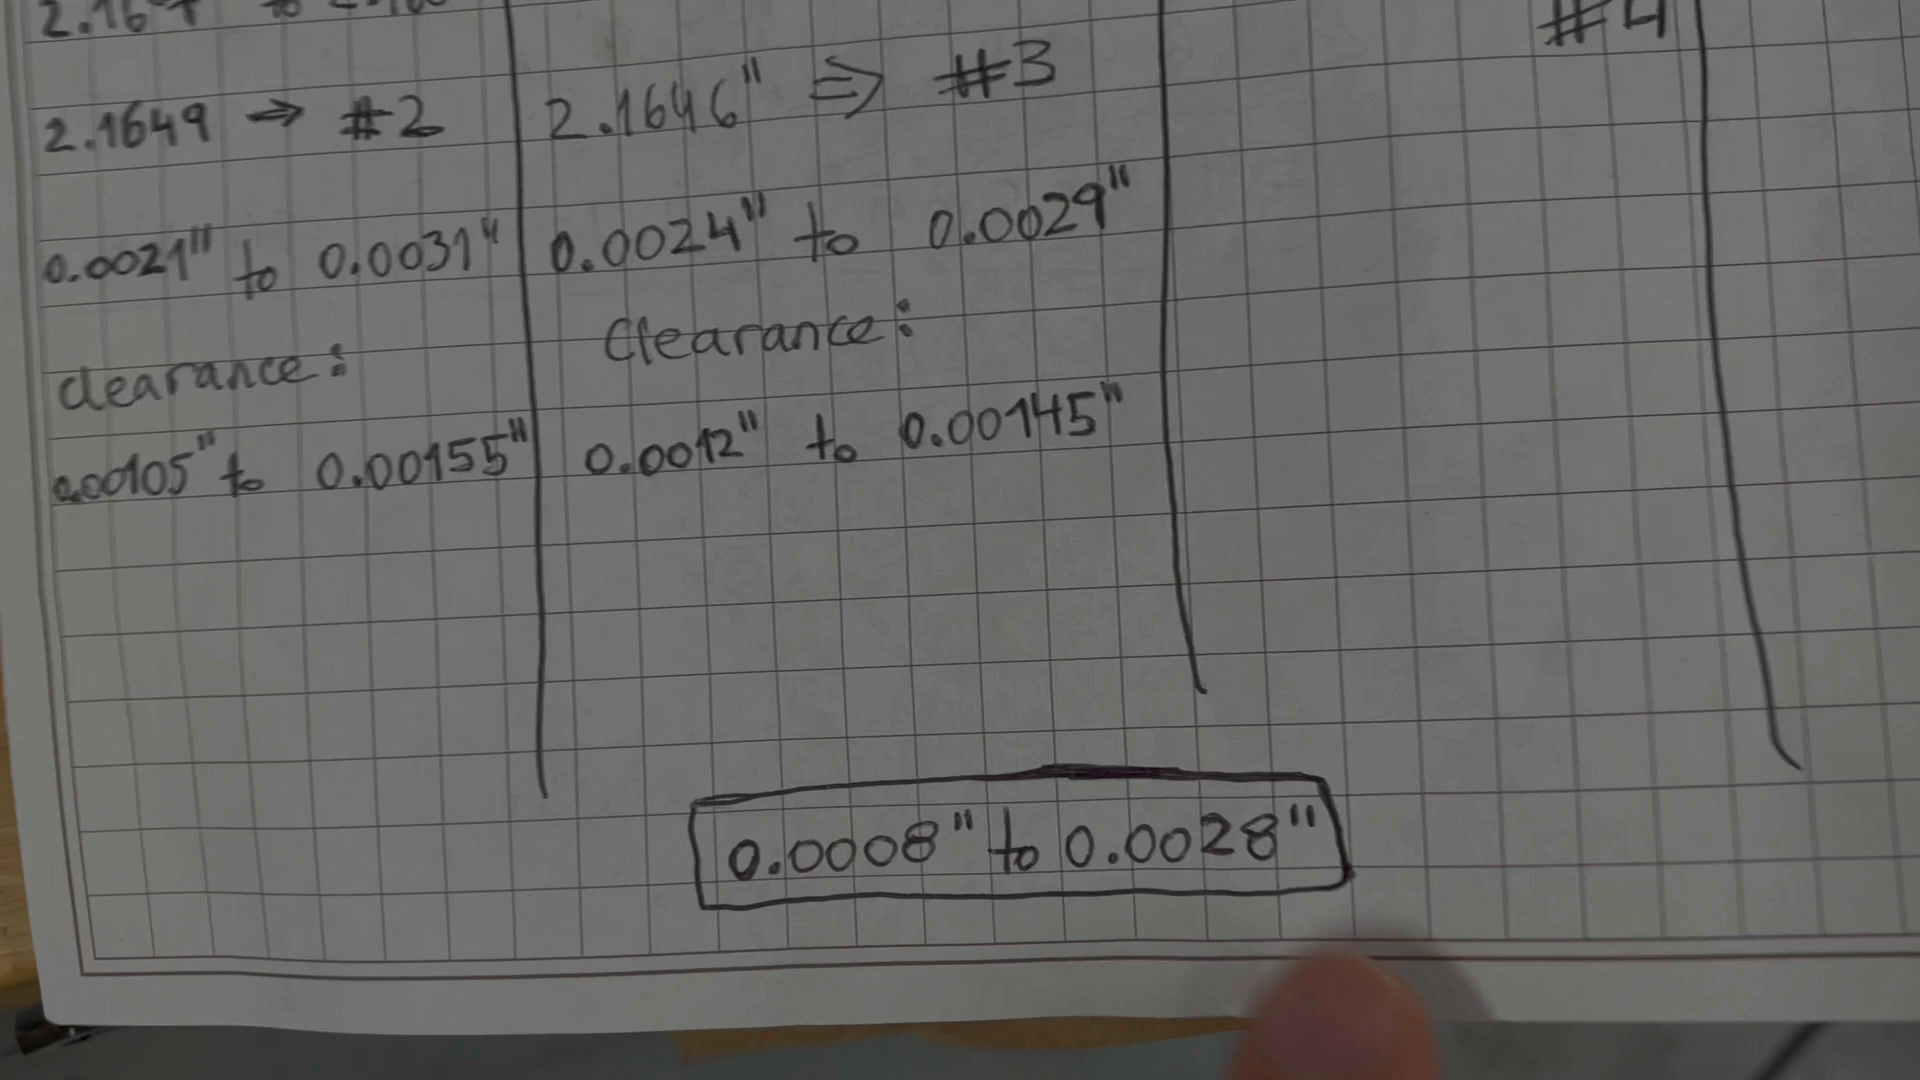 2.1649 ⇒ #2
0.0021" to 0.0031"
clearance:
0.00105" to 0.00155"
2.1646" ⇒ #3
0.0024" to 0.0029"
Clearance:
0.0012" to 0.00145"
#4
0.0008" to 0.0028"